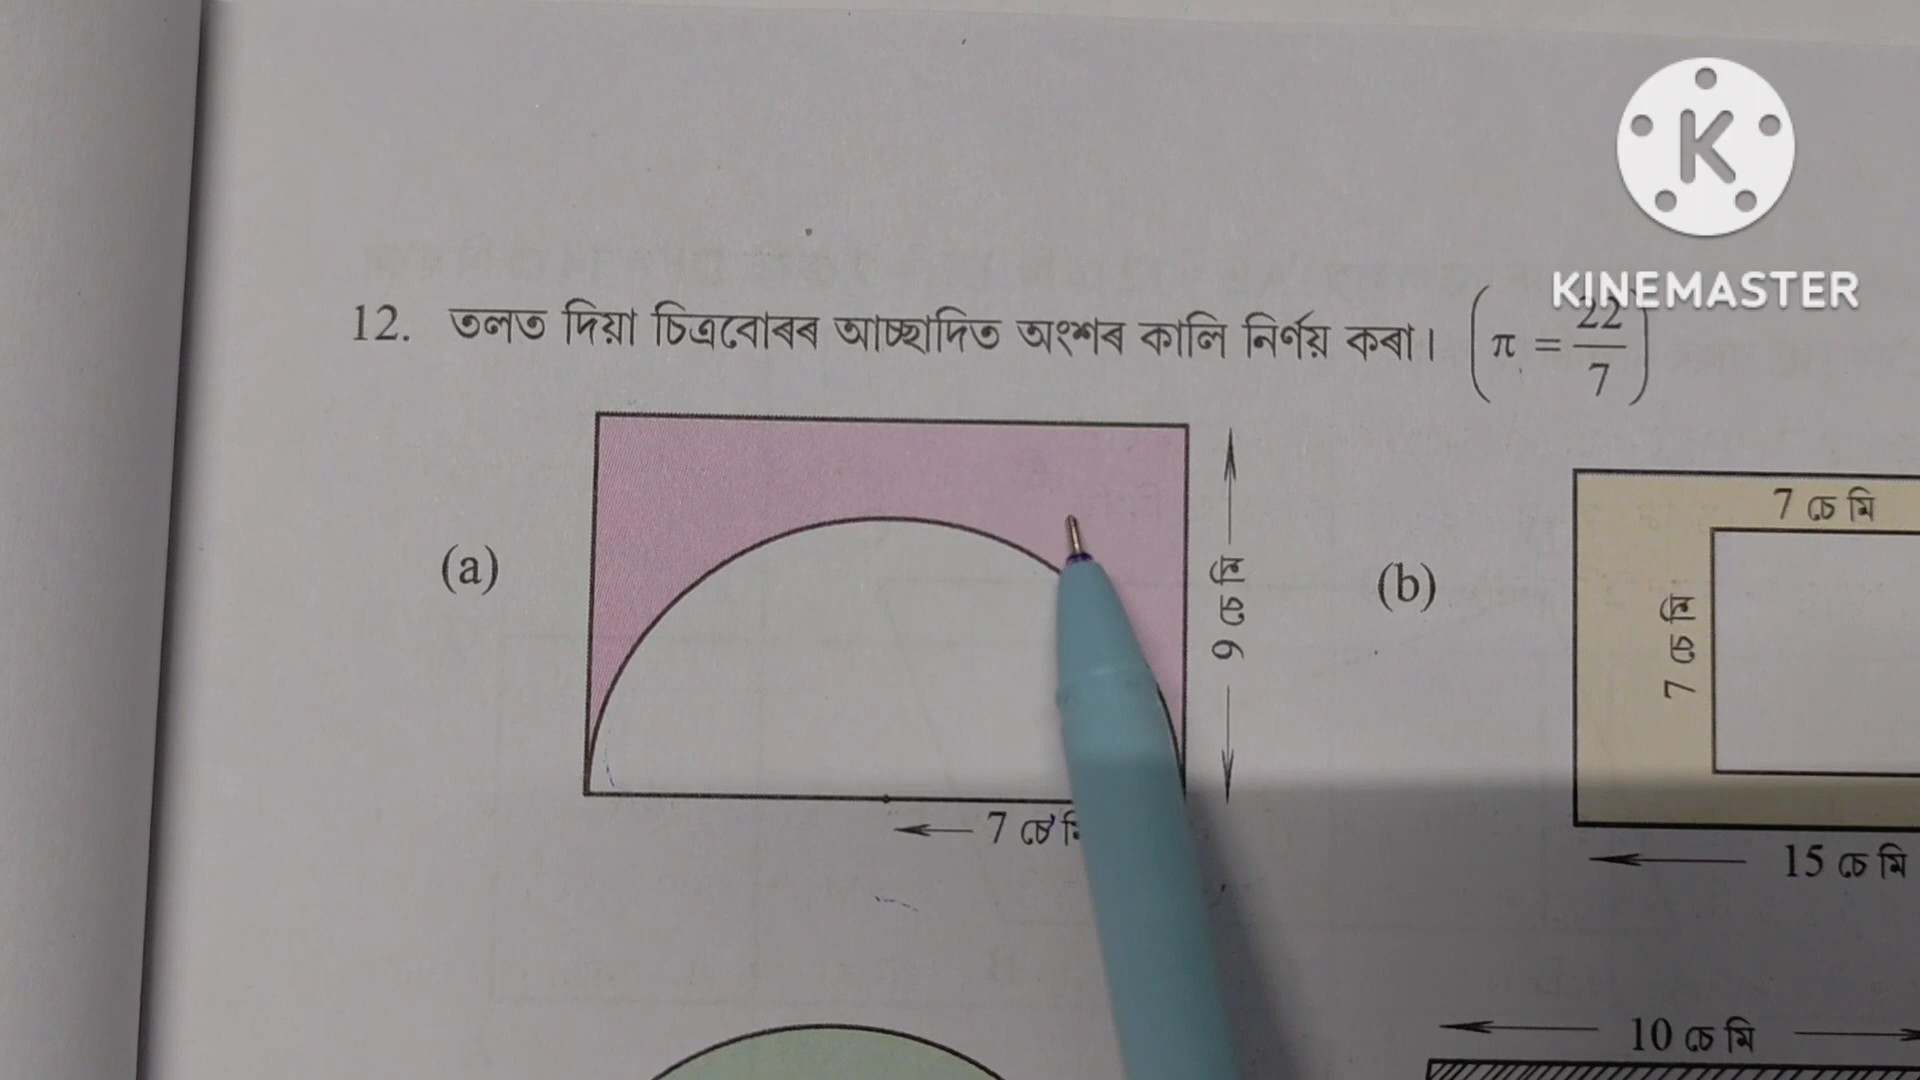 KINEMASTER
12. তলত দিয়া চিত্ৰবোৰৰ আচ্ছাদিত অংশৰ কালি নিৰ্ণয় কৰা। (π = 22/7)
(a)
9 চে মি
7 চে
(b)
7 চে মি
7 চে মি
15 চে মি
10 চে মি